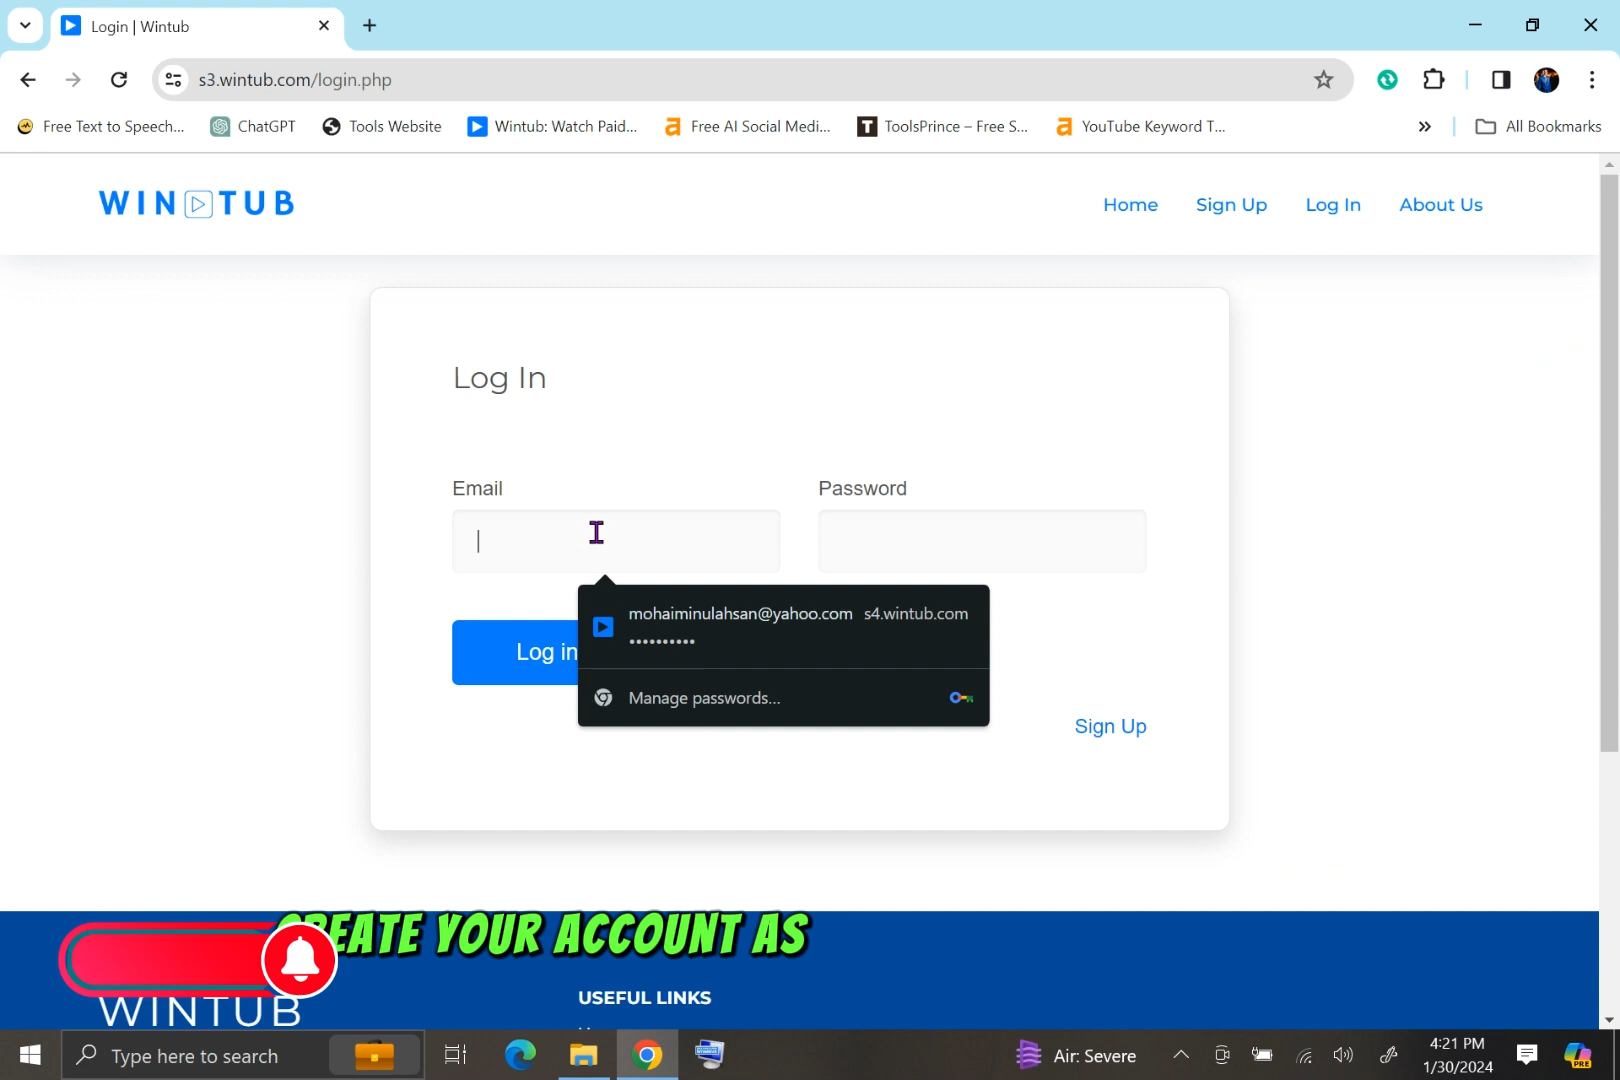 Login | Wintub
s3.wintub.com/login.php
Free Text to Speech... ChatGPT Tools Website Wintub: Watch Paid... Free AI Social Medi... ToolsPrince – Free S... YouTube Keyword T... » All Bookmarks
WINTUB
Home Sign Up Log In About Us
Log In
Email Password
mohaiminulahsan@yahoo.com s4.wintub.com
••••••••••
Log in
Manage passwords...
Sign Up
CREATE YOUR ACCOUNT AS
WINTUB
USEFUL LINKS
Type here to search
Air: Severe
4:21 PM
1/30/2024
PRE